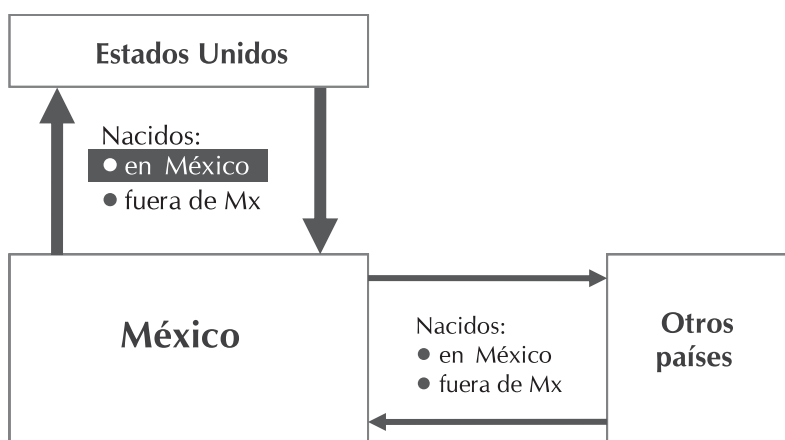 Estados Unidos
Nacidos:
● en México
● fuera de Mx
México
Nacidos:
● en México
● fuera de Mx
Otros
países